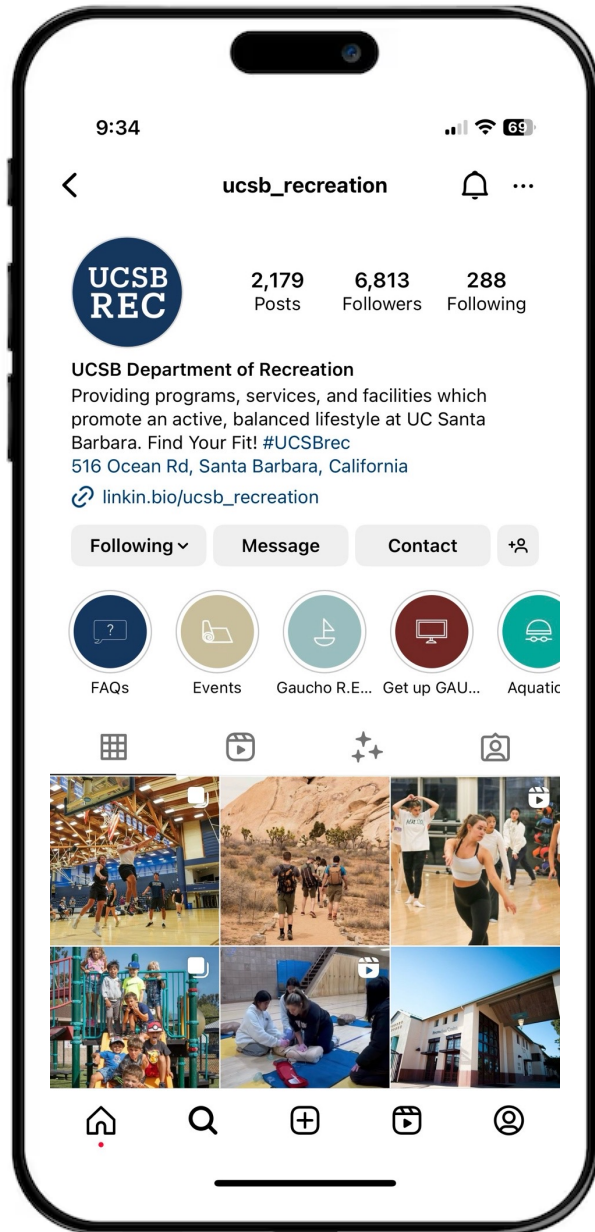 9:34
69
ucsb_recreation
UCSB
REC
2,179
Posts
6,813
Followers
288
Following
UCSB Department of Recreation
Providing programs, services, and facilities which
promote an active, balanced lifestyle at UC Santa
Barbara. Find Your Fit! #UCSBrec
516 Ocean Rd, Santa Barbara, California
linkin.bio/ucsb_recreation
Following
Message
Contact
?
FAQs
Events
Gaucho R.E...
Get up GAU...
Aquatic